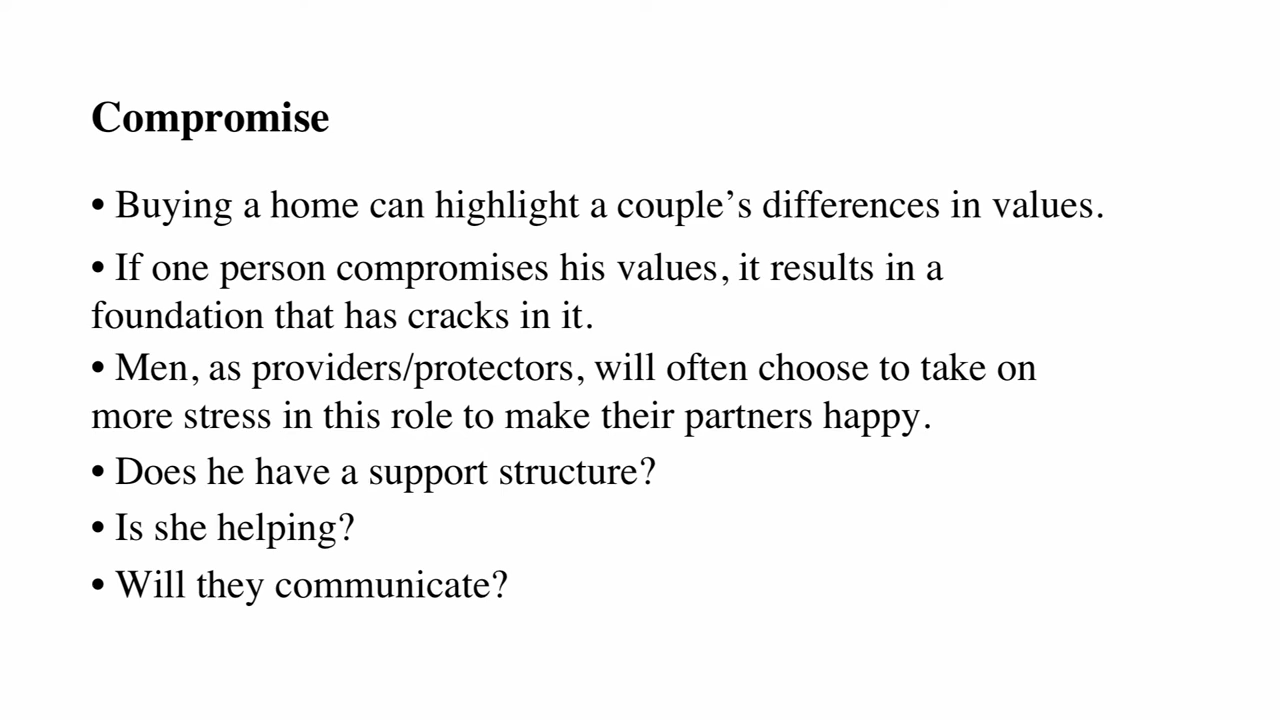 Compromise
• Buying a home can highlight a couple’s differences in values.
• If one person compromises his values, it results in a
foundation that has cracks in it.
• Men, as providers/protectors, will often choose to take on
more stress in this role to make their partners happy.
• Does he have a support structure?
• Is she helping?
• Will they communicate?